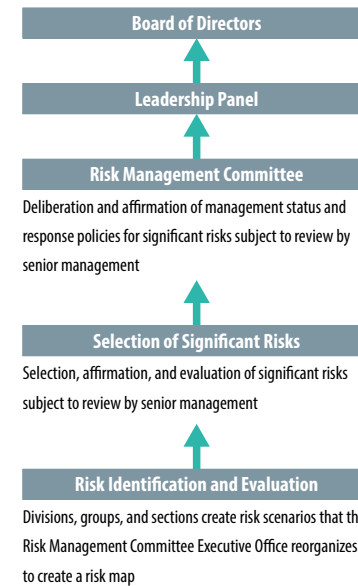 Board of Directors
Leadership Panel
Risk Management Committee
Deliberation and affirmation of management status and
response policies for significant risks subject to review by
senior management
Selection of Significant Risks
Selection, affirmation, and evaluation of significant risks
subject to review by senior management
Risk Identification and Evaluation
Divisions, groups, and sections create risk scenarios that th
Risk Management Committee Executive Office reorganizes
to create a risk map